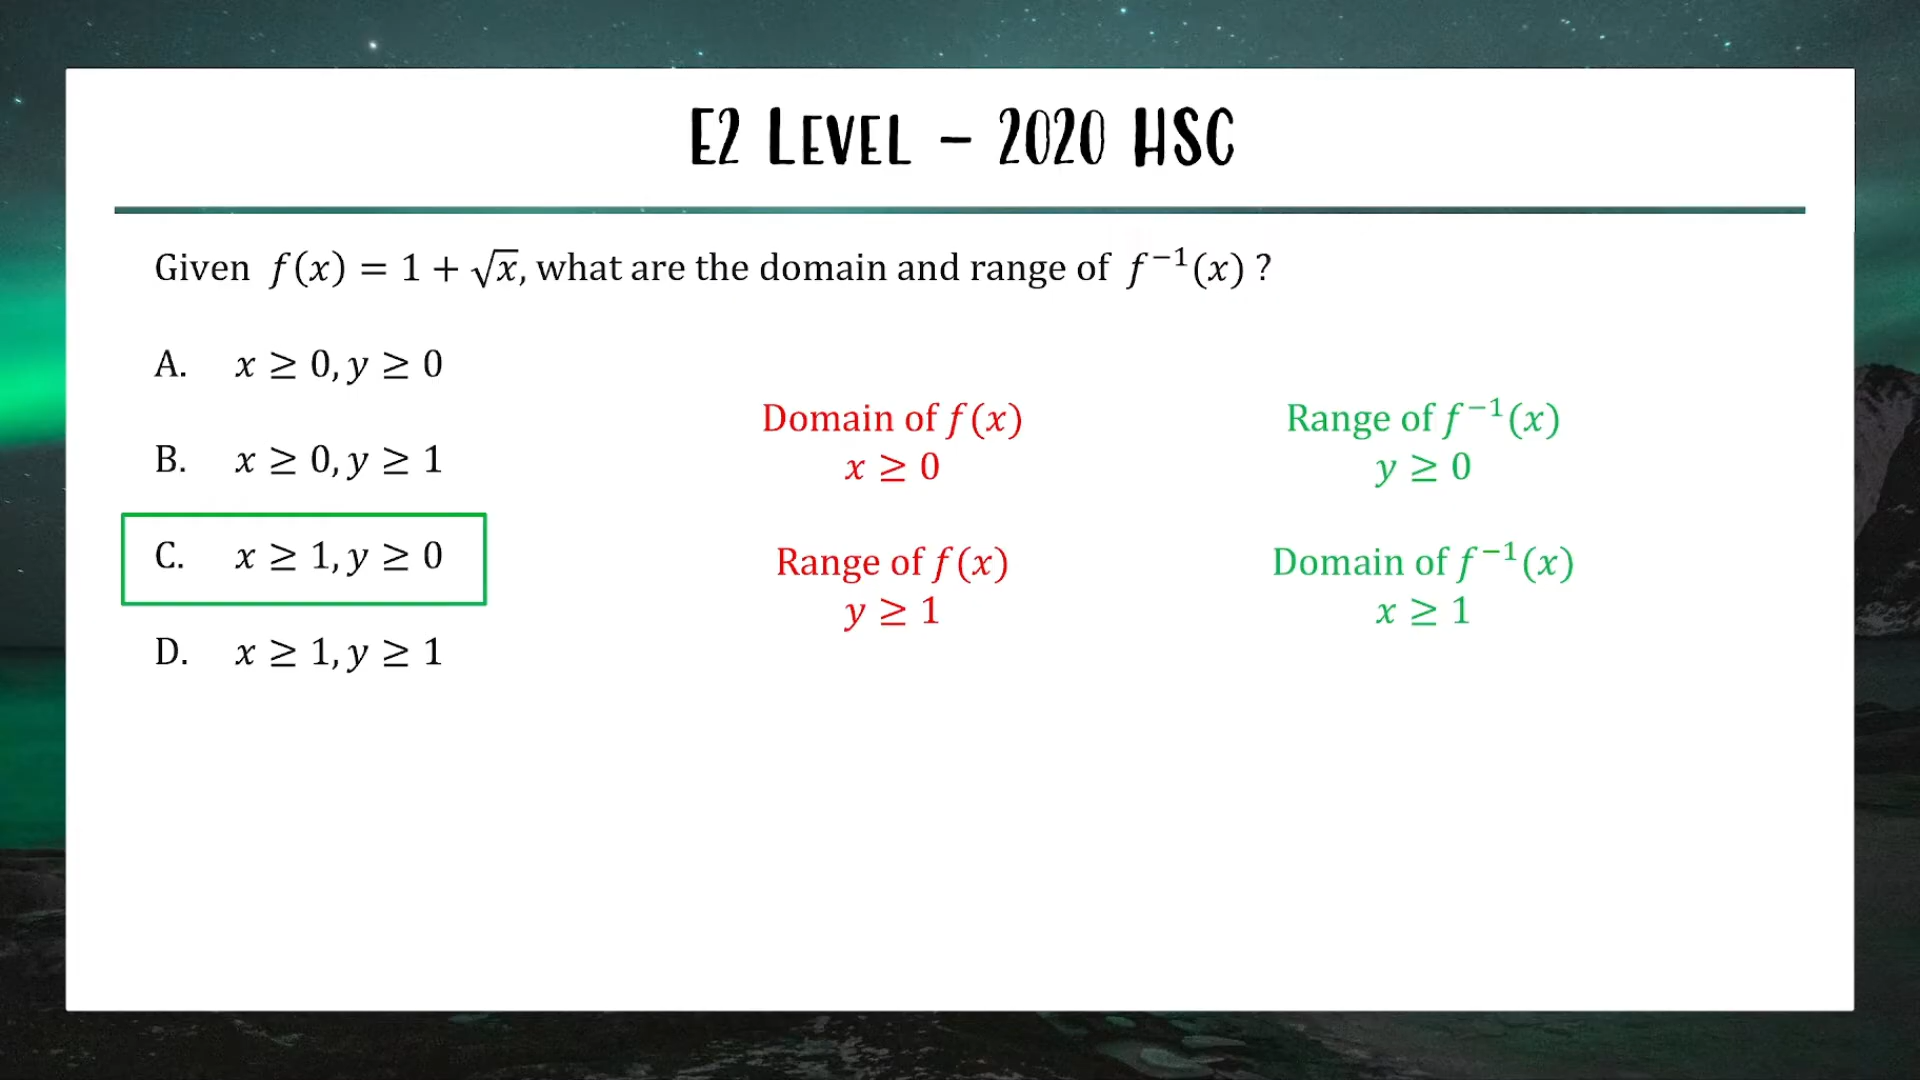 E2 LEVEL – 2020 HSC
Given f(x) = 1 + √x, what are the domain and range of f⁻¹(x) ?
A. x ≥ 0, y ≥ 0
B. x ≥ 0, y ≥ 1
C. x ≥ 1, y ≥ 0
D. x ≥ 1, y ≥ 1
Domain of f(x)
x ≥ 0
Range of f(x)
y ≥ 1
Range of f⁻¹(x)
y ≥ 0
Domain of f⁻¹(x)
x ≥ 1